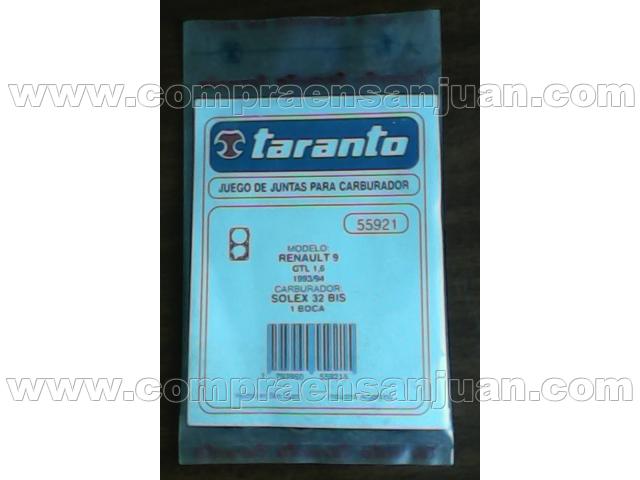 www.compraensanjuan.com
taranto
JUEGO DE JUNTAS PARA CARBURADOR
55921
MODELO:
RENAULT 9
GTL 1,6
1993/94
CARBURADOR:
SOLEX 32 BIS
1 BOCA
www.compraensanjuan.com